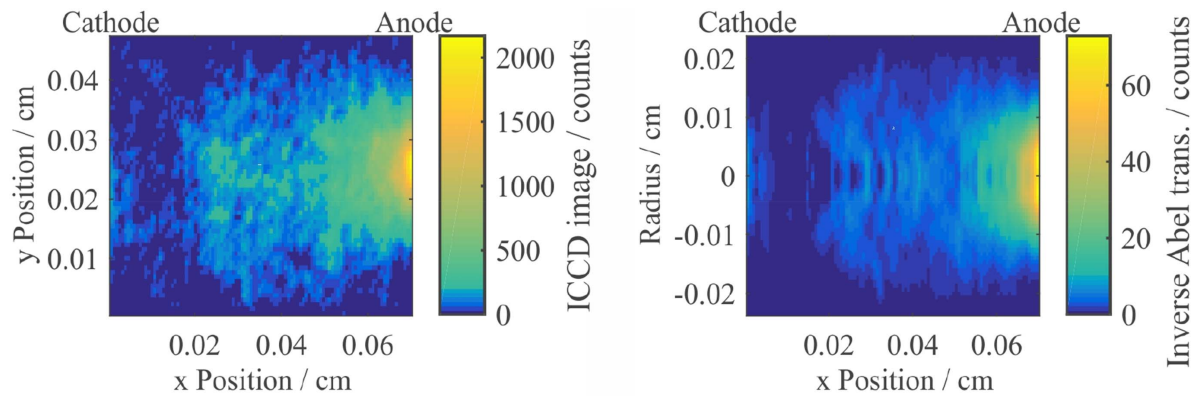 Cathode Anode
0.04
0.03
0.02
0.01
y Position / cm
0.02 0.04 0.06
x Position / cm
2000
1500
1000
500
0
ICCD image / counts
Cathode Anode
0.02
0.01
0
-0.01
-0.02
Radius / cm
0.02 0.04 0.06
x Position / cm
60
40
20
0
Inverse Abel trans. / counts